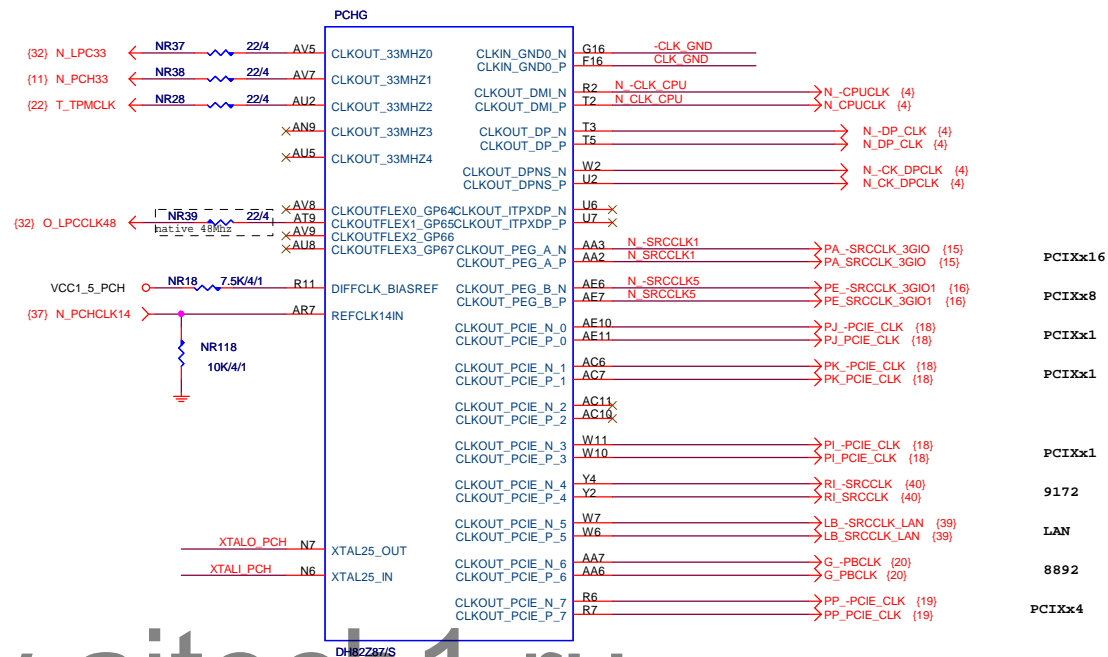 PCHG
{32} N_LPC33 NR37 22/4 AV5 CLKOUT_33MHZ0
{11} N_PCH33 NR38 22/4 AV7 CLKOUT_33MHZ1
{22} T_TPMCLK NR28 22/4 AU2 CLKOUT_33MHZ2
AN9 CLKOUT_33MHZ3
AU5 CLKOUT_33MHZ4
AV8 CLKOUTFLEX0_GP64
{32} O_LPCCLK48 NR39 22/4 AT9 CLKOUTFLEX1_GP65
native 48Mhz AV9 CLKOUTFLEX2_GP66
AU8 CLKOUTFLEX3_GP67
VCC1_5_PCH NR18 7.5K/4/1 R11 DIFFCLK_BIASREF
{37} N_PCHCLK14 AR7 REFCLK14IN
NR118
10K/4/1
XTALO_PCH N7 XTAL25_OUT
XTALI_PCH N6 XTAL25_IN
CLKIN_GND0_N G16 -CLK_GND
CLKIN_GND0_P F16 CLK_GND
CLKOUT_DMI_N R2 N_-CLK_CPU N_-CPUCLK {4}
CLKOUT_DMI_P T2 N_CLK_CPU N_CPUCLK {4}
CLKOUT_DP_N T3 N_-DP_CLK {4}
CLKOUT_DP_P T5 N_DP_CLK {4}
CLKOUT_DPNS_N W2 N_-CK_DPCLK {4}
CLKOUT_DPNS_P U2 N_CK_DPCLK {4}
CLKOUT_ITPXDP_N U6
CLKOUT_ITPXDP_P U7
CLKOUT_PEG_A_N AA3 N_-SRCCLK1 PA_-SRCCLK_3GIO {15}
CLKOUT_PEG_A_P AA2 N_SRCCLK1 PA_SRCCLK_3GIO {15}
PCIXx16
CLKOUT_PEG_B_N AE6 N_-SRCCLK5 PE_-SRCCLK_3GIO1 {16}
CLKOUT_PEG_B_P AE7 N_SRCCLK5 PE_SRCCLK_3GIO1 {16}
PCIXx8
CLKOUT_PCIE_N_0 AE10 PJ_-PCIE_CLK {18}
CLKOUT_PCIE_P_0 AE11 PJ_PCIE_CLK {18}
PCIXx1
CLKOUT_PCIE_N_1 AC6 PK_-PCIE_CLK {18}
CLKOUT_PCIE_P_1 AC7 PK_PCIE_CLK {18}
PCIXx1
CLKOUT_PCIE_N_2 AC11
CLKOUT_PCIE_P_2 AC10
CLKOUT_PCIE_N_3 W11 PI_-PCIE_CLK {18}
CLKOUT_PCIE_P_3 W10 PI_PCIE_CLK {18}
PCIXx1
CLKOUT_PCIE_N_4 Y4 RI_-SRCCLK {40}
CLKOUT_PCIE_P_4 Y2 RI_SRCCLK {40}
9172
CLKOUT_PCIE_N_5 W7 LB_-SRCCLK_LAN {39}
CLKOUT_PCIE_P_5 W6 LB_SRCCLK_LAN {39}
LAN
CLKOUT_PCIE_N_6 AA7 G_-PBCLK {20}
CLKOUT_PCIE_P_6 AA6 G_PBCLK {20}
8892
CLKOUT_PCIE_N_7 R6 PP_-PCIE_CLK {19}
CLKOUT_PCIE_P_7 R7 PP_PCIE_CLK {19}
PCIXx4
DH82Z87/S